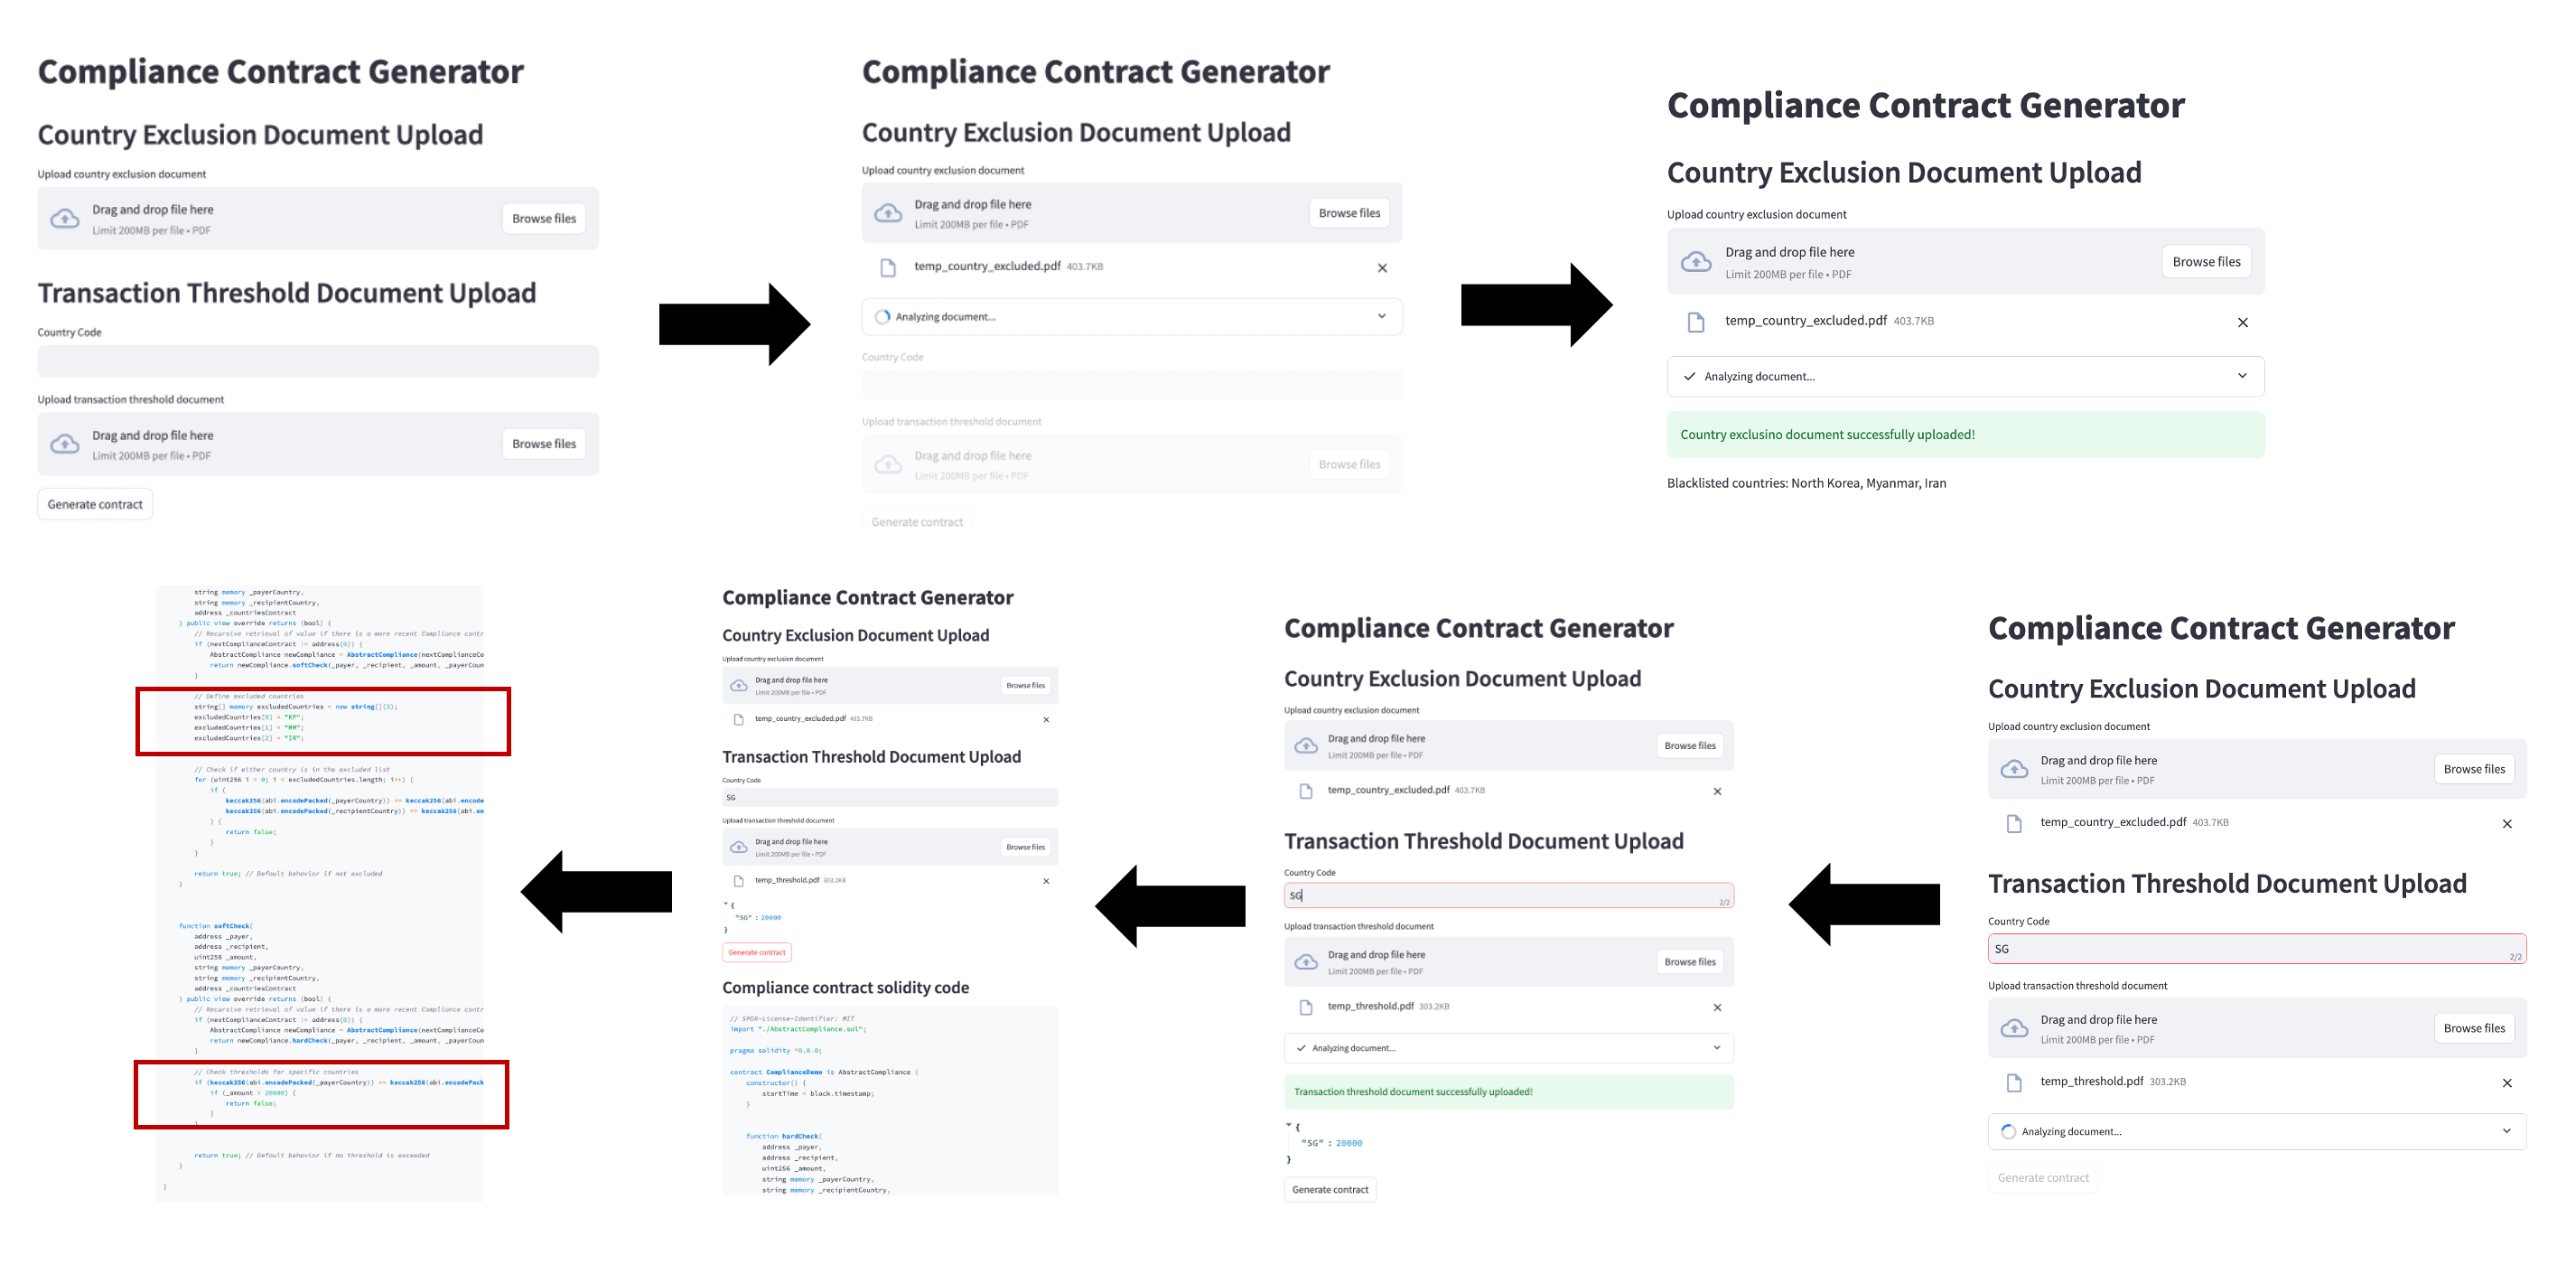 Compliance Contract Generator
Country Exclusion Document Upload
Upload country exclusion document
Drag and drop file here
Limit 200MB per file • PDF
Browse files
Transaction Threshold Document Upload
Country Code
Upload transaction threshold document
Drag and drop file here
Limit 200MB per file • PDF
Browse files
Generate contract
Compliance Contract Generator
Country Exclusion Document Upload
Upload country exclusion document
Drag and drop file here
Limit 200MB per file • PDF
Browse files
temp_country_excluded.pdf 403.7KB
Analyzing document...
Country Code
Upload transaction threshold document
Drag and drop file here
Limit 200MB per file • PDF
Browse files
Generate contract
Compliance Contract Generator
Country Exclusion Document Upload
Upload country exclusion document
Drag and drop file here
Limit 200MB per file • PDF
Browse files
temp_country_excluded.pdf 403.7KB
Analyzing document...
Country exclusino document successfully uploaded!
Blacklisted countries: North Korea, Myanmar, Iran
Compliance Contract Generator
Country Exclusion Document Upload
Upload country exclusion document
Drag and drop file here
Limit 200MB per file • PDF
Browse files
temp_country_excluded.pdf 403.7KB
Transaction Threshold Document Upload
Country Code
SG
2/2
Upload transaction threshold document
Drag and drop file here
Limit 200MB per file • PDF
Browse files
temp_threshold.pdf 303.2KB
Analyzing document...
Generate contract
Compliance Contract Generator
Country Exclusion Document Upload
Upload country exclusion document
Drag and drop file here
Limit 200MB per file • PDF
Browse files
temp_country_excluded.pdf 403.7KB
Transaction Threshold Document Upload
Country Code
SG
2/2
Upload transaction threshold document
Drag and drop file here
Limit 200MB per file • PDF
Browse files
temp_threshold.pdf 303.2KB
Analyzing document...
Transaction threshold document successfully uploaded!
{
"SG" : 20000
}
Generate contract
Compliance Contract Generator
Country Exclusion Document Upload
Upload country exclusion document
Drag and drop file here
Limit 200MB per file • PDF
Browse files
temp_country_excluded.pdf 403.7KB
Transaction Threshold Document Upload
Country Code
SG
Upload transaction threshold document
Drag and drop file here
Limit 200MB per file • PDF
Browse files
temp_threshold.pdf 303.2KB
{
"SG" : 20000
}
Generate contract
Compliance contract solidity code
// SPDX-License-Identifier: MIT
import "./AbstractCompliance.sol";
pragma solidity ^0.8.0;
contract ComplianceDemo is AbstractCompliance {
constructor() {
startTime = block.timestamp;
}
function hardCheck(
address _payer,
address _recipient,
uint256 _amount,
string memory _payerCountry,
string memory _recipientCountry,
string memory _payerCountry,
string memory _recipientCountry,
address _countriesContract
) public view override returns (bool) {
// Recursive retrieval of value if there is a more recent Compliance contr
if (nextComplianceContract != address(0)) {
AbstractCompliance newCompliance = AbstractCompliance(nextComplianceCo
return newCompliance.softCheck(_payer, _recipient, _amount, _payerCoun
}
// Define excluded countries
string[] memory excludedCountries = new string[](3);
excludedCountries[0] = "KP";
excludedCountries[1] = "MM";
excludedCountries[2] = "IR";
// Check if either country is in the excluded list
for (uint256 i = 0; i < excludedCountries.length; i++) {
if (
keccak256(abi.encodePacked(_payerCountry)) == keccak256(abi.encode
keccak256(abi.encodePacked(_recipientCountry)) == keccak256(abi.en
) {
return false;
}
}
return true; // Default behavior if not excluded
}
function softCheck(
address _payer,
address _recipient,
uint256 _amount,
string memory _payerCountry,
string memory _recipientCountry,
address _countriesContract
) public view override returns (bool) {
// Recursive retrieval of value if there is a more recent Compliance contr
if (nextComplianceContract != address(0)) {
AbstractCompliance newCompliance = AbstractCompliance(nextComplianceCo
return newCompliance.hardCheck(_payer, _recipient, _amount, _payerCoun
}
// Check thresholds for specific countries
if (keccak256(abi.encodePacked(_payerCountry)) == keccak256(abi.encodePack
if (_amount > 20000) {
return false;
}
}
return true; // Default behavior if no threshold is exceeded
}
}